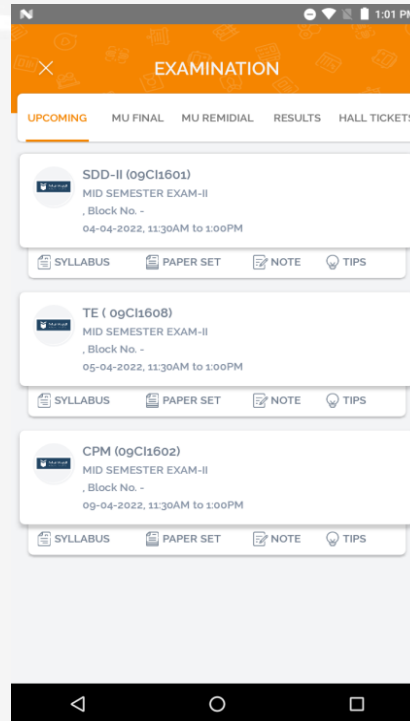 1:01 PM
EXAMINATION
UPCOMING MU FINAL MU REMIDIAL RESULTS HALL TICKETS
SDD-II (09CI1601)
MID SEMESTER EXAM-II
, Block No. -
04-04-2022, 11:30AM to 1:00PM
SYLLABUS PAPER SET NOTE TIPS
TE ( 09CI1608)
MID SEMESTER EXAM-II
, Block No. -
05-04-2022, 11:30AM to 1:00PM
SYLLABUS PAPER SET NOTE TIPS
CPM (09CI1602)
MID SEMESTER EXAM-II
, Block No. -
09-04-2022, 11:30AM to 1:00PM
SYLLABUS PAPER SET NOTE TIPS